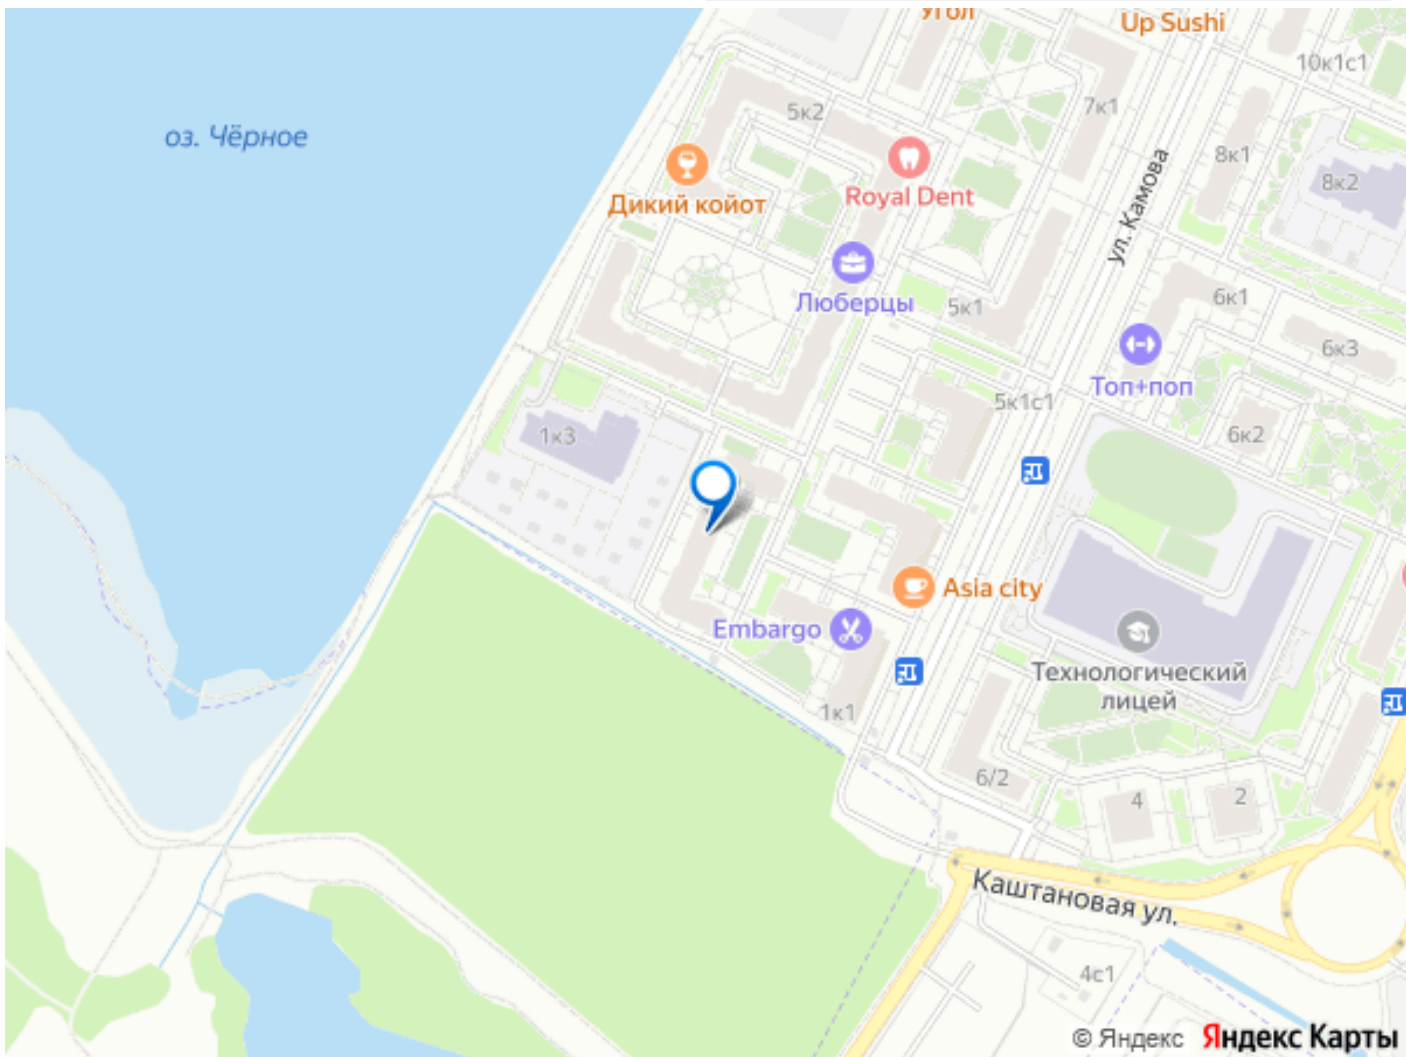 Угол
Up Sushi
10к1с1
оз. Чёрное
5к2
7к1
ул. Камова
8к1
8к2
Royal Dent
Дикий койот
Люберцы
5к1
6к1
6к3
Топ+поп
5к1с1
6к2
1к3
Asia city
Embargo
Технологический
лицей
1к1
6/2
4
2
Каштановая ул.
4с1
© Яндекс Яндекс Карты